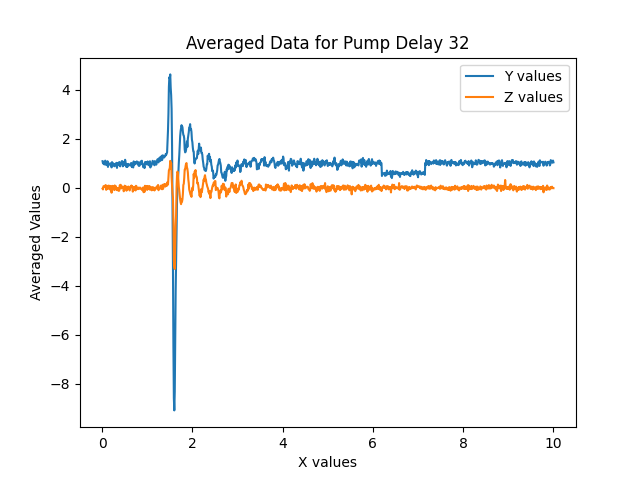 Averaged Data for Pump Delay 32
Y values
Z values
Averaged Values
4
2
0
−2
−4
−6
−8
0
2
4
6
8
10
X values